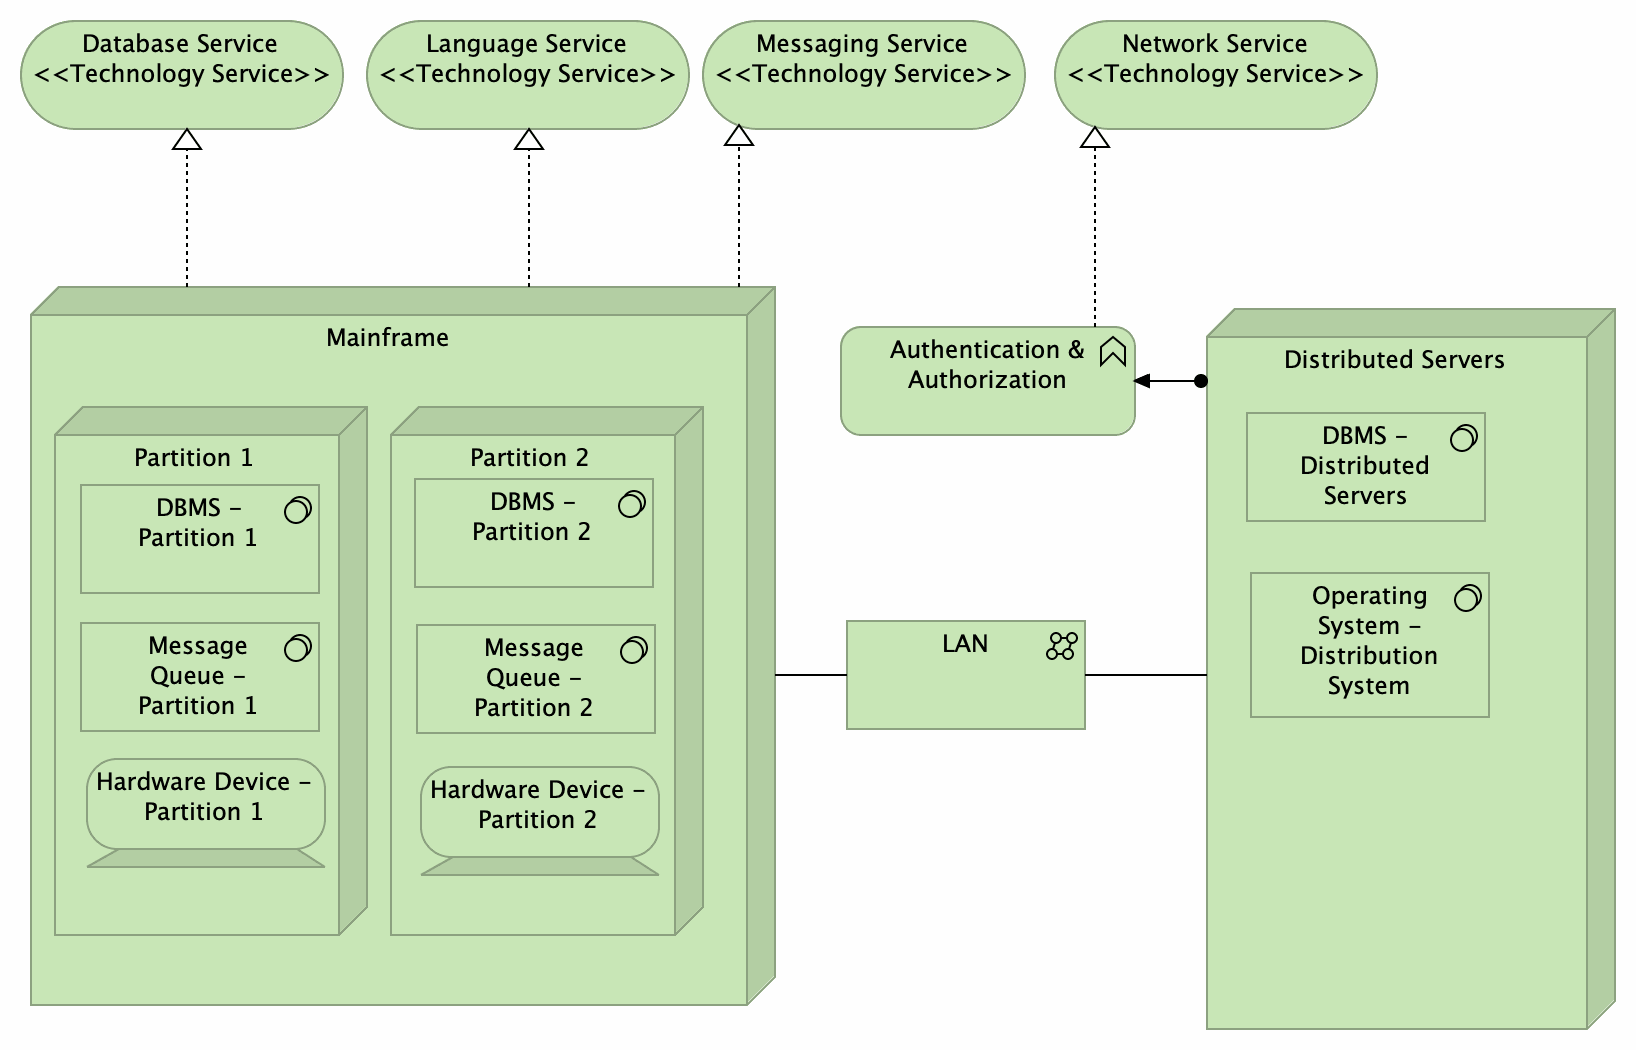 Database Service
<<Technology Service>>
Language Service
<<Technology Service>>
Messaging Service
<<Technology Service>>
Network Service
<<Technology Service>>
Mainframe
Partition 1
DBMS –
Partition 1
Message
Queue –
Partition 1
Hardware Device –
Partition 1
Partition 2
DBMS –
Partition 2
Message
Queue –
Partition 2
Hardware Device –
Partition 2
Authentication &
Authorization
LAN
Distributed Servers
DBMS –
Distributed
Servers
Operating
System –
Distribution
System